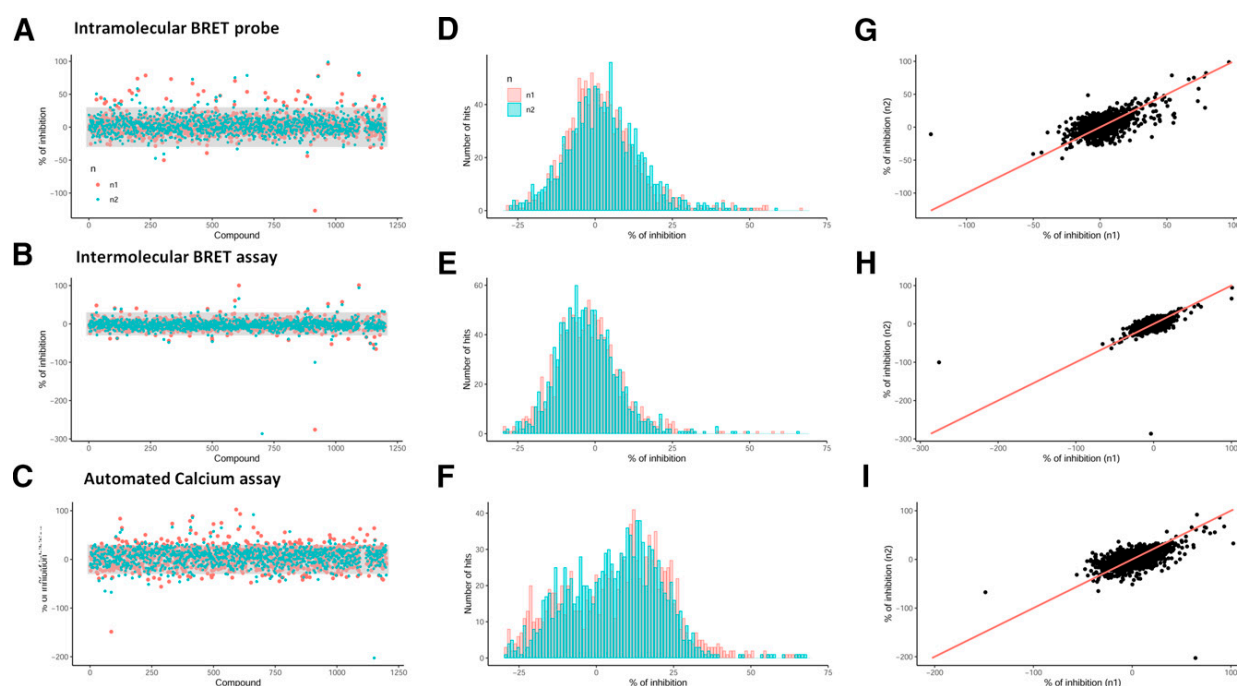 A Intramolecular BRET probe
100
50
0
−50
−100
% of inhibition
n
n1
n2
0 250 500 750 1000 1250
Compound
D
n
n1
n2
40
20
0
Number of hits
−25 0 25 50 75
% of inhibition
G
100
50
0
−50
−100
% of inhibition (n2)
−100 −50 0 50 100
% of inhibition (n1)
B Intermolecular BRET assay
100
0
−100
−200
−300
% of inhibition
0 250 500 750 1000 1250
Compound
E
60
40
20
0
Number of hits
−25 0 25 50 75
% of inhibition
H
100
0
−100
−200
−300
% of inhibition (n2)
−300 −200 −100 0 100
% of inhibition (n1)
C Automated Calcium assay
100
0
−100
−200
0 250 500 750 1000 1250
Compound
F
40
30
20
10
0
Number of hits
−25 0 25 50 75
% of inhibition
I
100
0
−100
−200
% of inhibition (n2)
−200 −100 0 100
% of inhibition (n1)